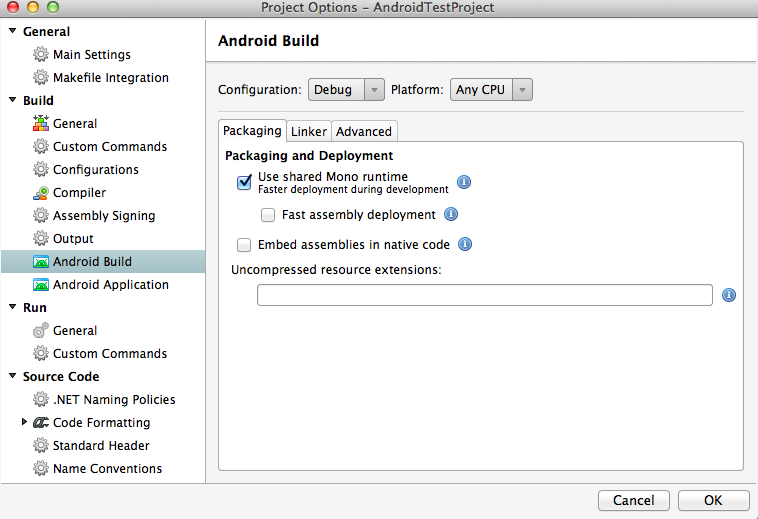 Project Options – AndroidTestProject
General
Main Settings
Makefile Integration
Build
General
Custom Commands
Configurations
Compiler
Assembly Signing
Output
Android Build
Android Application
Run
General
Custom Commands
Source Code
.NET Naming Policies
Code Formatting
Standard Header
Name Conventions
Android Build
Configuration: Debug Platform: Any CPU
Packaging Linker Advanced
Packaging and Deployment
Use shared Mono runtime
Faster deployment during development
Fast assembly deployment
Embed assemblies in native code
Uncompressed resource extensions:
Cancel OK